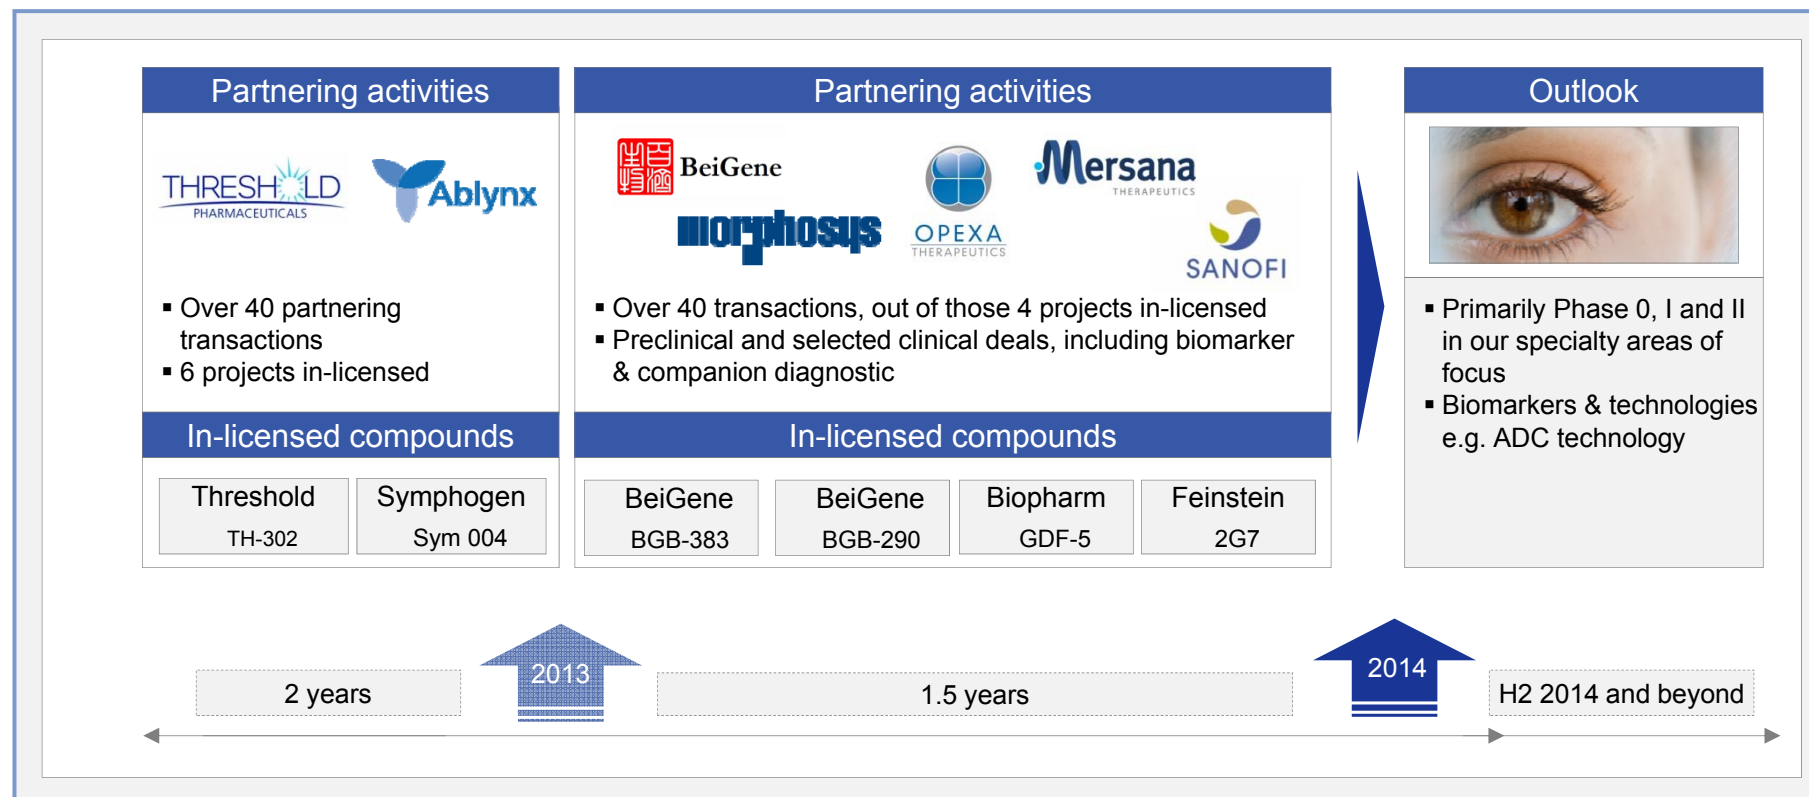 Partnering activities
THRESHOLD
PHARMACEUTICALS
Ablynx
▪ Over 40 partnering
transactions
▪ 6 projects in-licensed
In-licensed compounds
Threshold
TH-302
Symphogen
Sym 004
Partnering activities
百濟
生物
BeiGene
morphosys
OPEXA
THERAPEUTICS
Mersana
THERAPEUTICS
SANOFI
▪ Over 40 transactions, out of those 4 projects in-licensed
▪ Preclinical and selected clinical deals, including biomarker
& companion diagnostic
In-licensed compounds
BeiGene
BGB-383
BeiGene
BGB-290
Biopharm
GDF-5
Feinstein
2G7
Outlook
▪ Primarily Phase 0, I and II
in our specialty areas of
focus
▪ Biomarkers & technologies
e.g. ADC technology
2 years
2013
1.5 years
2014
H2 2014 and beyond